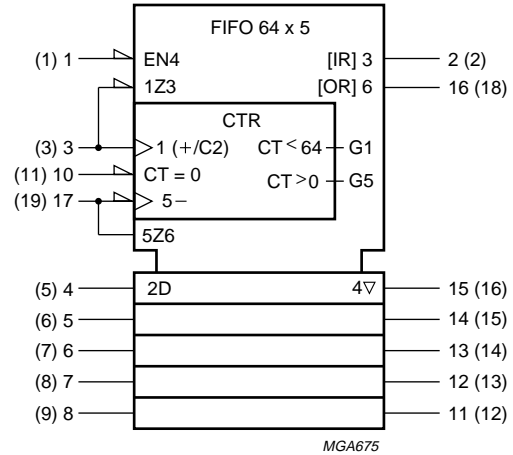 FIFO 64 x 5
(1) 1 EN4 [IR] 3 2 (2)
1Z3 [OR] 6 16 (18)
CTR
(3) 3 1 (+/C2) CT < 64 G1
(11) 10 CT = 0 CT > 0 G5
(19) 17 5−
5Z6
(5) 4 2D 4▽ 15 (16)
(6) 5 14 (15)
(7) 6 13 (14)
(8) 7 12 (13)
(9) 8 11 (12)
MGA675